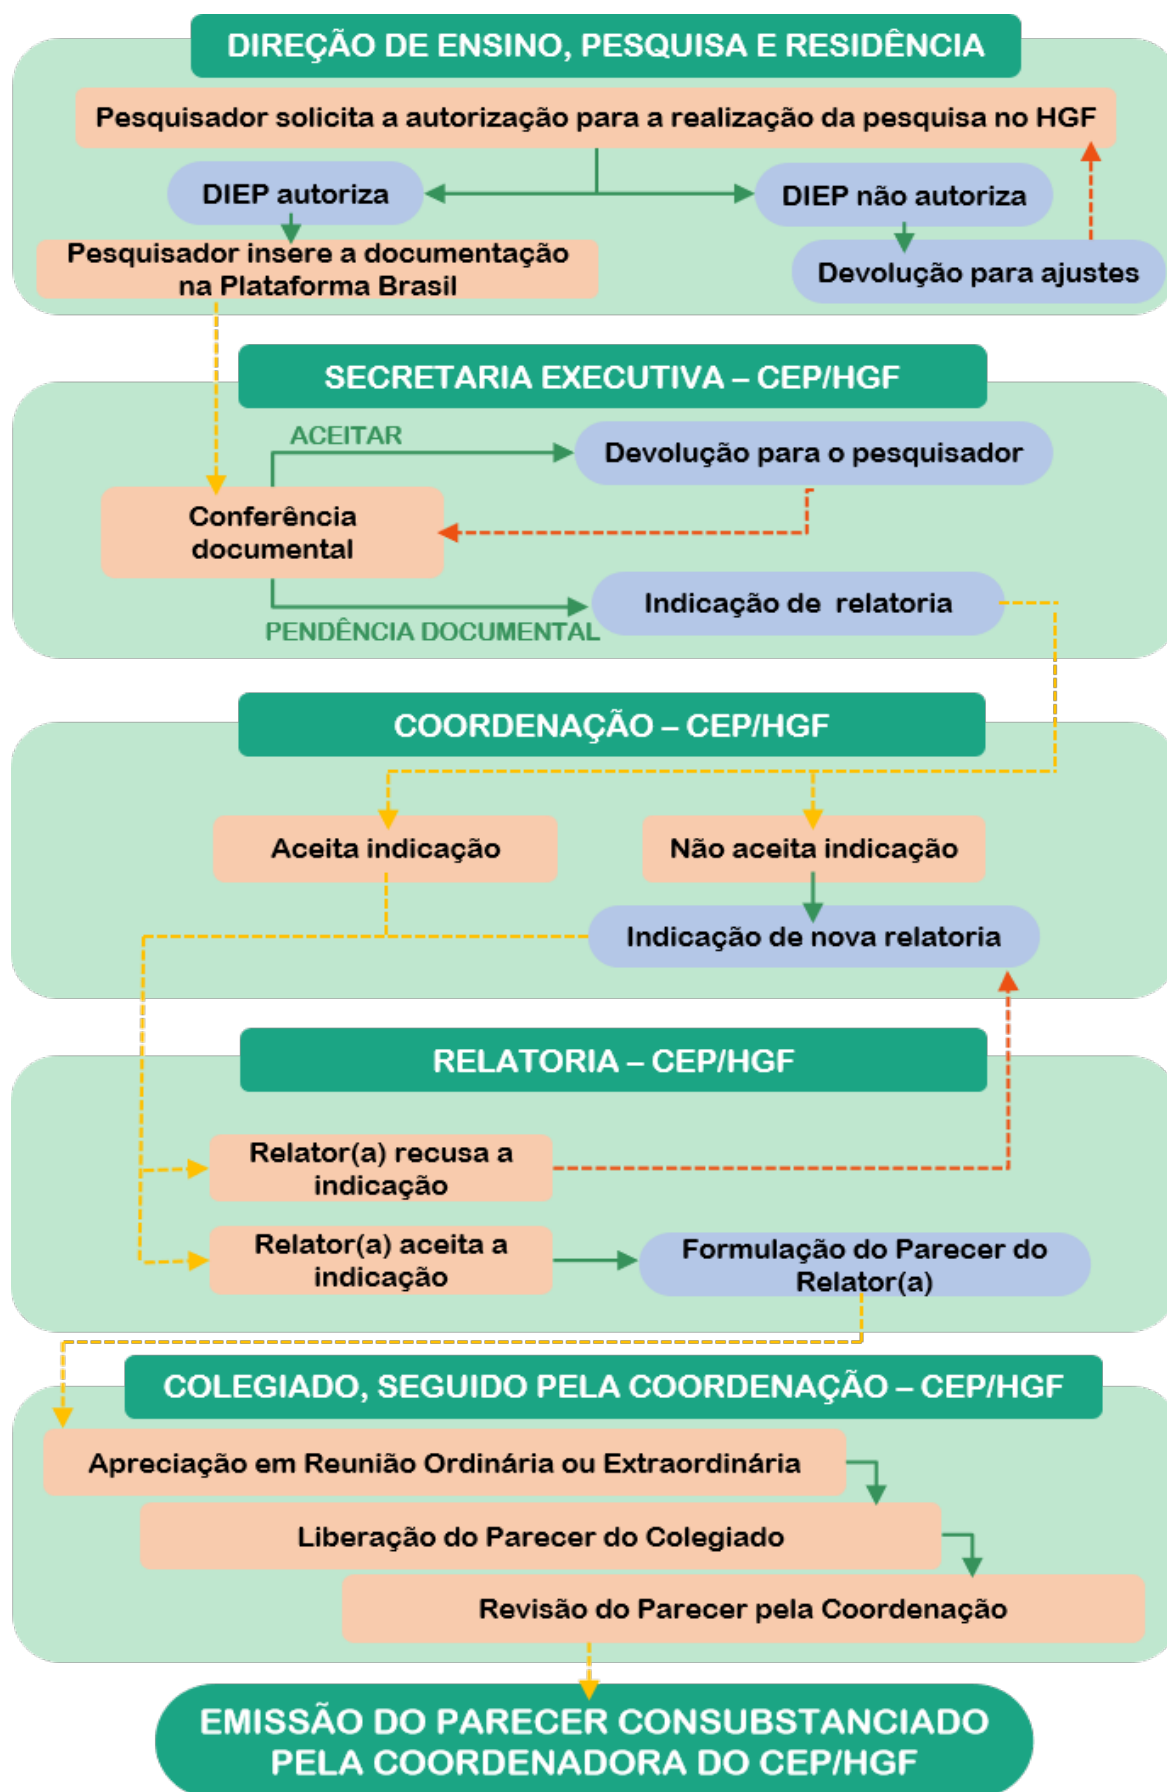 DIREÇÃO DE ENSINO, PESQUISA E RESIDÊNCIA
Pesquisador solicita a autorização para a realização da pesquisa no HGF
DIEP autoriza
DIEP não autoriza
Pesquisador insere a documentação
na Plataforma Brasil
Devolução para ajustes
SECRETARIA EXECUTIVA – CEP/HGF
ACEITAR
Devolução para o pesquisador
Conferência
documental
Indicação de relatoria
PENDÊNCIA DOCUMENTAL
COORDENAÇÃO – CEP/HGF
Aceita indicação
Não aceita indicação
Indicação de nova relatoria
RELATORIA – CEP/HGF
Relator(a) recusa a
indicação
Relator(a) aceita a
indicação
Formulação do Parecer do
Relator(a)
COLEGIADO, SEGUIDO PELA COORDENAÇÃO – CEP/HGF
Apreciação em Reunião Ordinária ou Extraordinária
Liberação do Parecer do Colegiado
Revisão do Parecer pela Coordenação
EMISSÃO DO PARECER CONSUBSTANCIADO
PELA COORDENADORA DO CEP/HGF